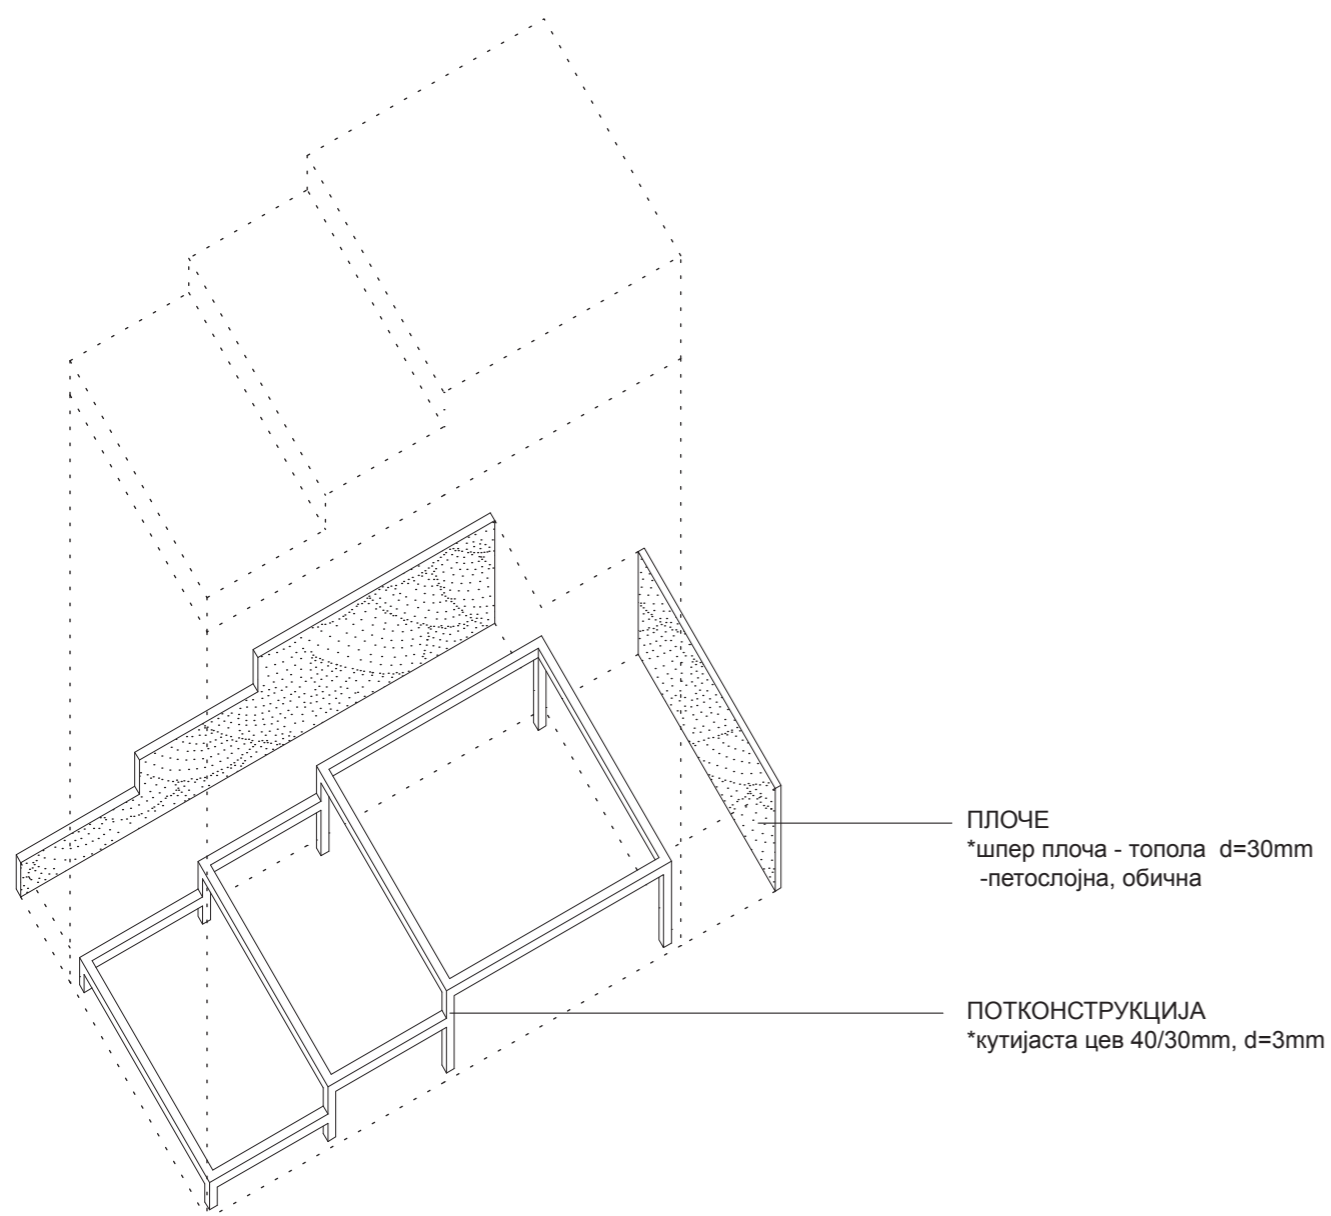 ПЛОЧЕ
*шпер плоча - топола d=30mm
-петослојна, обична
ПОТКОНСТРУКЦИЈА
*кутијаста цев 40/30mm, d=3mm